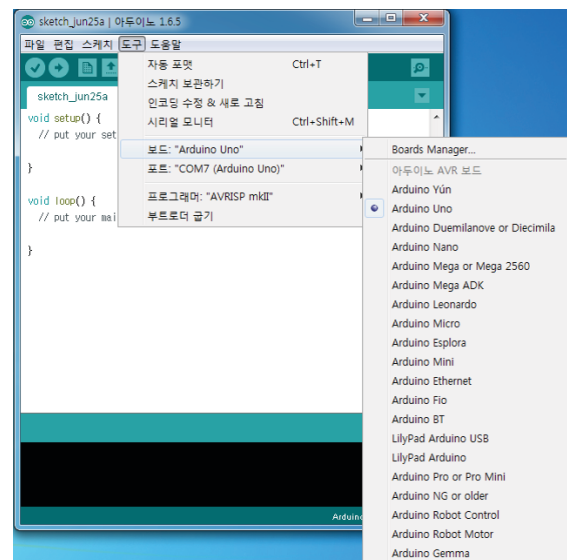 sketch_jun25a | 아두이노 1.6.5
파일 편집 스케치 도구 도움말
자동 포맷 Ctrl+T
스케치 보관하기
인코딩 수정 & 새로 고침
시리얼 모니터 Ctrl+Shift+M
보드: "Arduino Uno"
포트: "COM7 (Arduino Uno)"
프로그래머: "AVRISP mkII"
부트로더 굽기
sketch_jun25a
void setup() {
// put your set
}
void loop() {
// put your mai
}
Boards Manager...
아두이노 AVR 보드
Arduino Yún
Arduino Uno
Arduino Duemilanove or Diecimila
Arduino Nano
Arduino Mega or Mega 2560
Arduino Mega ADK
Arduino Leonardo
Arduino Micro
Arduino Esplora
Arduino Mini
Arduino Ethernet
Arduino Fio
Arduino BT
LilyPad Arduino USB
LilyPad Arduino
Arduino Pro or Pro Mini
Arduino NG or older
Arduino Robot Control
Arduino Robot Motor
Arduino Gemma
Arduino